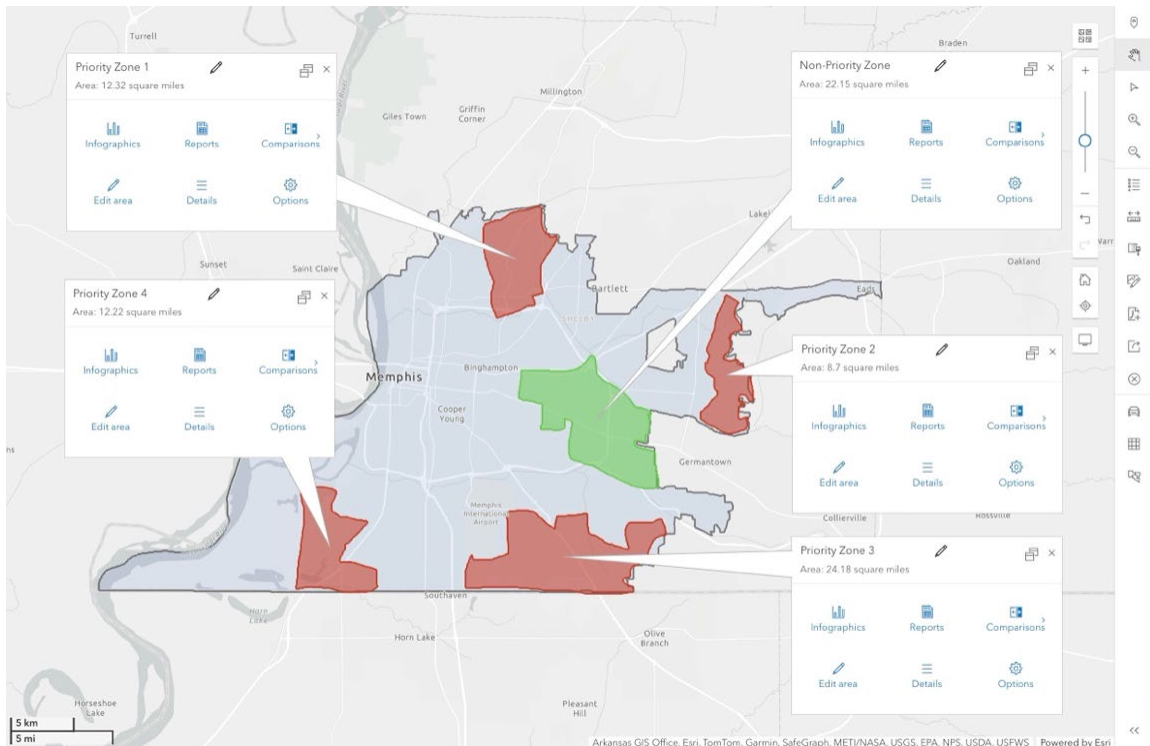 Turrell
Braden
Priority Zone 1
Area: 12.32 square miles
Infographics
Reports
Comparisons
Edit area
Details
Options
Non-Priority Zone
Area: 22.15 square miles
Infographics
Reports
Comparisons
Edit area
Details
Options
Millington
Griffin
Corner
Giles Town
Sunset
Saint Claire
Oakland
Bartlett
Eads
SHELBY
Priority Zone 4
Area: 12.22 square miles
Infographics
Reports
Comparisons
Edit area
Details
Options
Priority Zone 2
Area: 8.7 square miles
Infographics
Reports
Comparisons
Edit area
Details
Options
Binghampton
Memphis
Cooper
Young
Germantown
Memphis
International
Airport
Collierville
Rossville
Priority Zone 3
Area: 24.18 square miles
Infographics
Reports
Comparisons
Edit area
Details
Options
Southaven
Horn
Lake
Horn Lake
Olive
Branch
Horseshoe
Lake
Pleasant
Hill
5 km
5 mi
Arkansas GIS Office, Esri, TomTom, Garmin, SafeGraph, METI/NASA, USGS, EPA, NPS, USDA, USFWS
Powered by Esri